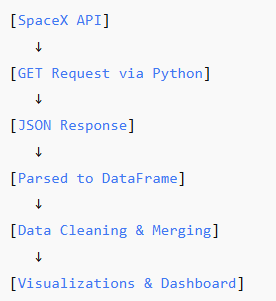 [SpaceX API]
↓
[GET Request via Python]
↓
[JSON Response]
↓
[Parsed to DataFrame]
↓
[Data Cleaning & Merging]
↓
[Visualizations & Dashboard]